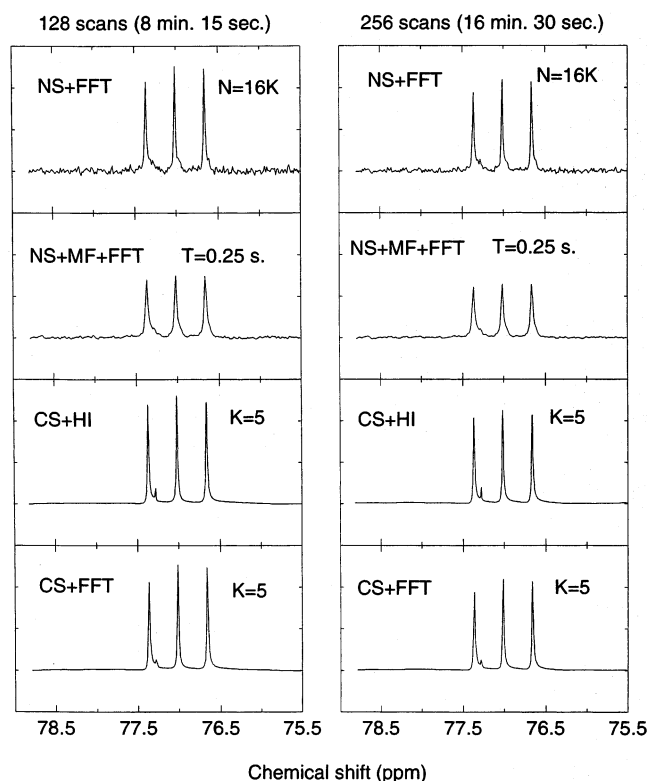 128 scans (8 min. 15 sec.)
256 scans (16 min. 30 sec.)
NS+FFT
N=16K
NS+FFT
N=16K
NS+MF+FFT
T=0.25 s.
NS+MF+FFT
T=0.25 s.
CS+HI
K=5
CS+HI
K=5
CS+FFT
K=5
CS+FFT
K=5
78.5
77.5
76.5
75.5
78.5
77.5
76.5
75.5
Chemical shift (ppm)